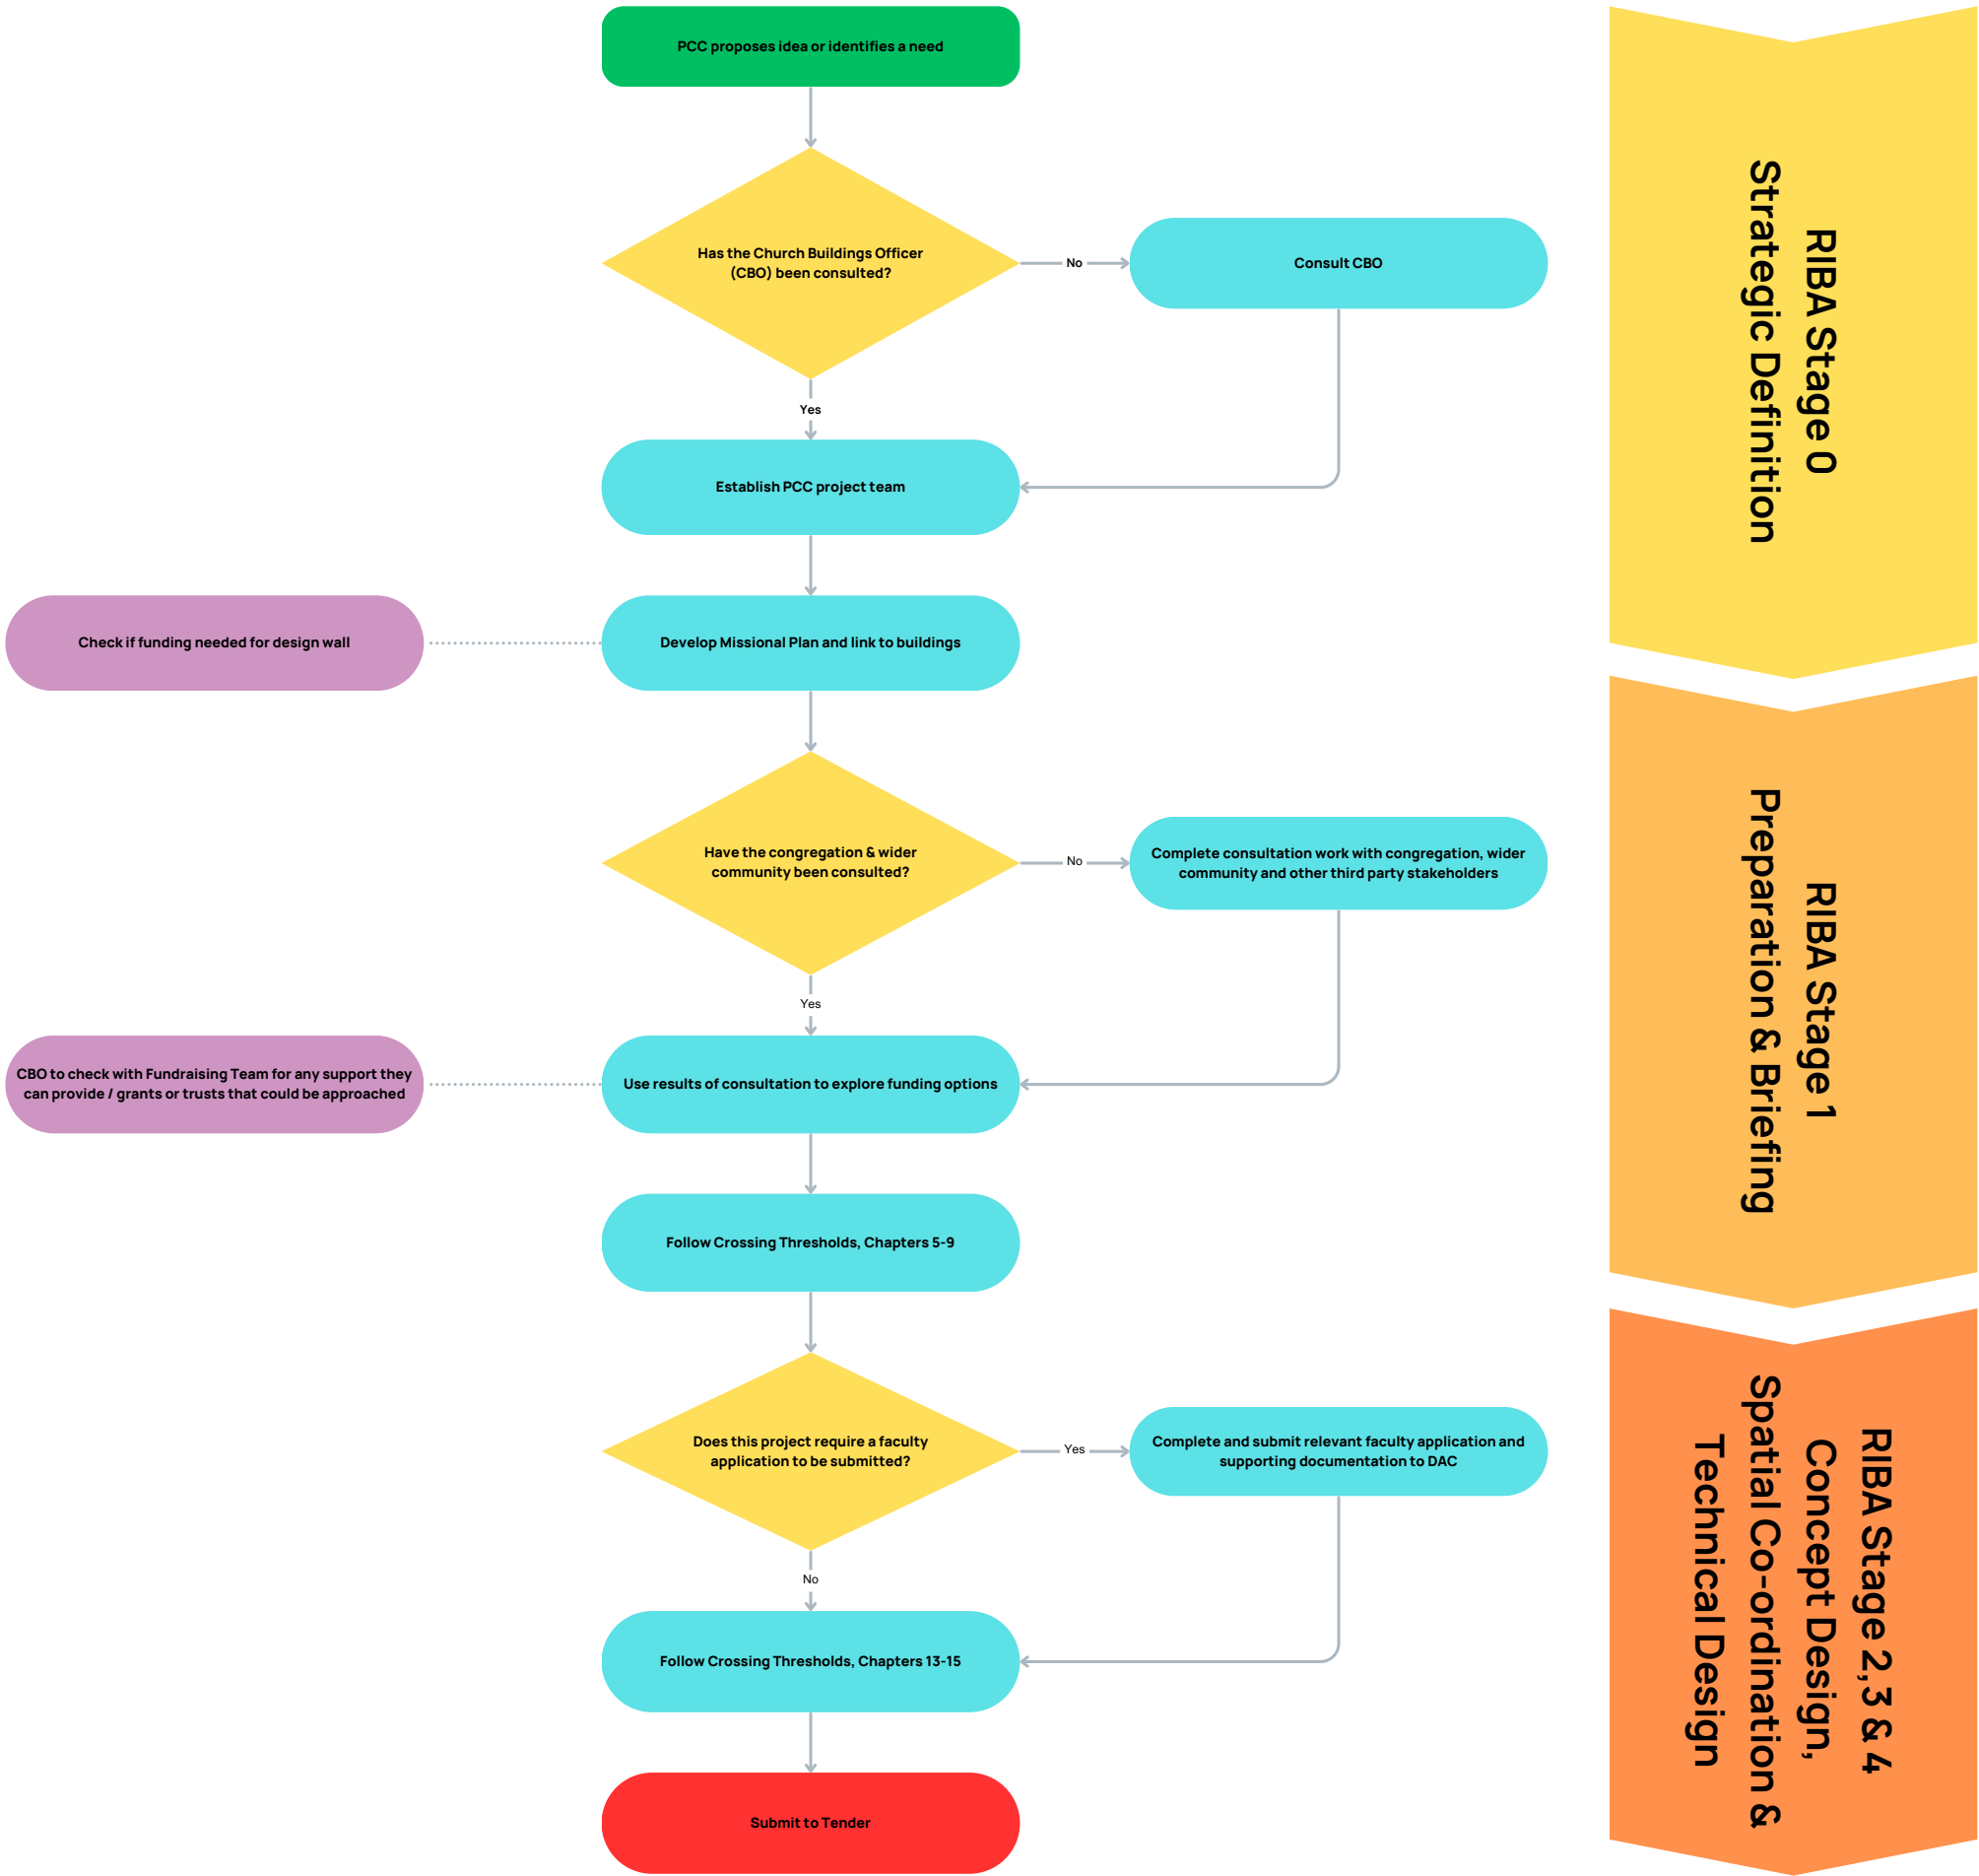 PCC proposes idea or identifies a need
Has the Church Buildings Officer
(CBO) been consulted?
No
Consult CBO
Yes
Establish PCC project team
Check if funding needed for design wall
Develop Missional Plan and link to buildings
RIBA Stage 0
Strategic Definition
Have the congregation & wider
community been consulted?
No
Complete consultation work with congregation, wider
community and other third party stakeholders
Yes
CBO to check with Fundraising Team for any support they
can provide / grants or trusts that could be approached
Use results of consultation to explore funding options
Follow Crossing Thresholds, Chapters 5-9
RIBA Stage 1
Preparation & Briefing
Does this project require a faculty
application to be submitted?
Yes
Complete and submit relevant faculty application and
supporting documentation to DAC
No
Follow Crossing Thresholds, Chapters 13-15
Submit to Tender
RIBA Stage 2,3 & 4
Concept Design,
Spatial Co-ordination &
Technical Design